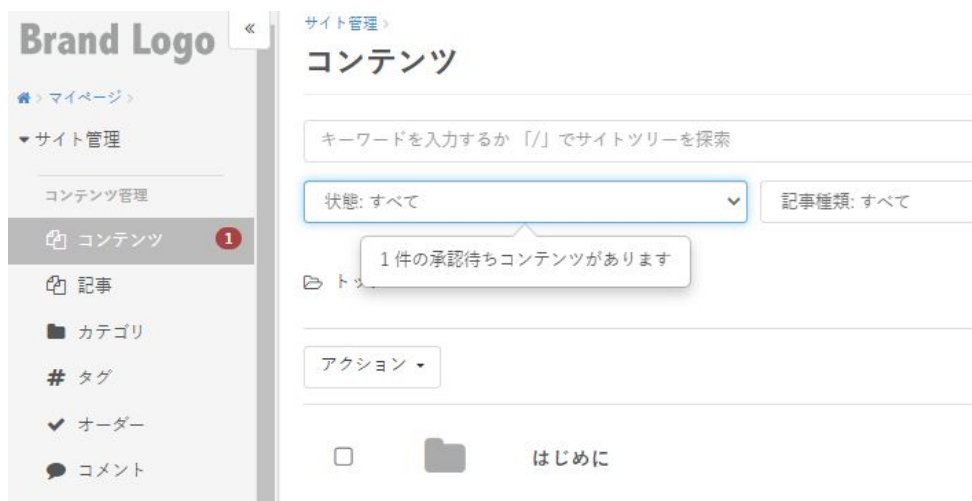 Brand Logo
«
マイページ
サイト管理
コンテンツ管理
コンテンツ
1
記事
カテゴリ
# タグ
オーダー
コメント
サイト管理
コンテンツ
キーワードを入力するか 「/」でサイトツリーを探索
状態: すべて
記事種類: すべて
1 件の承認待ちコンテンツがあります
アクション
はじめに